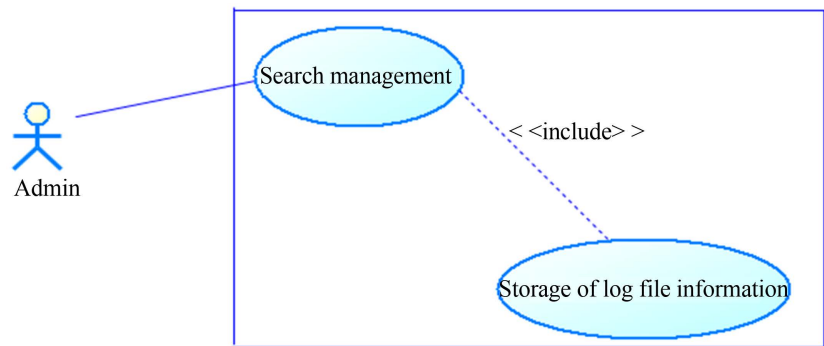 Search management
< <include> >
Admin
Storage of log file information